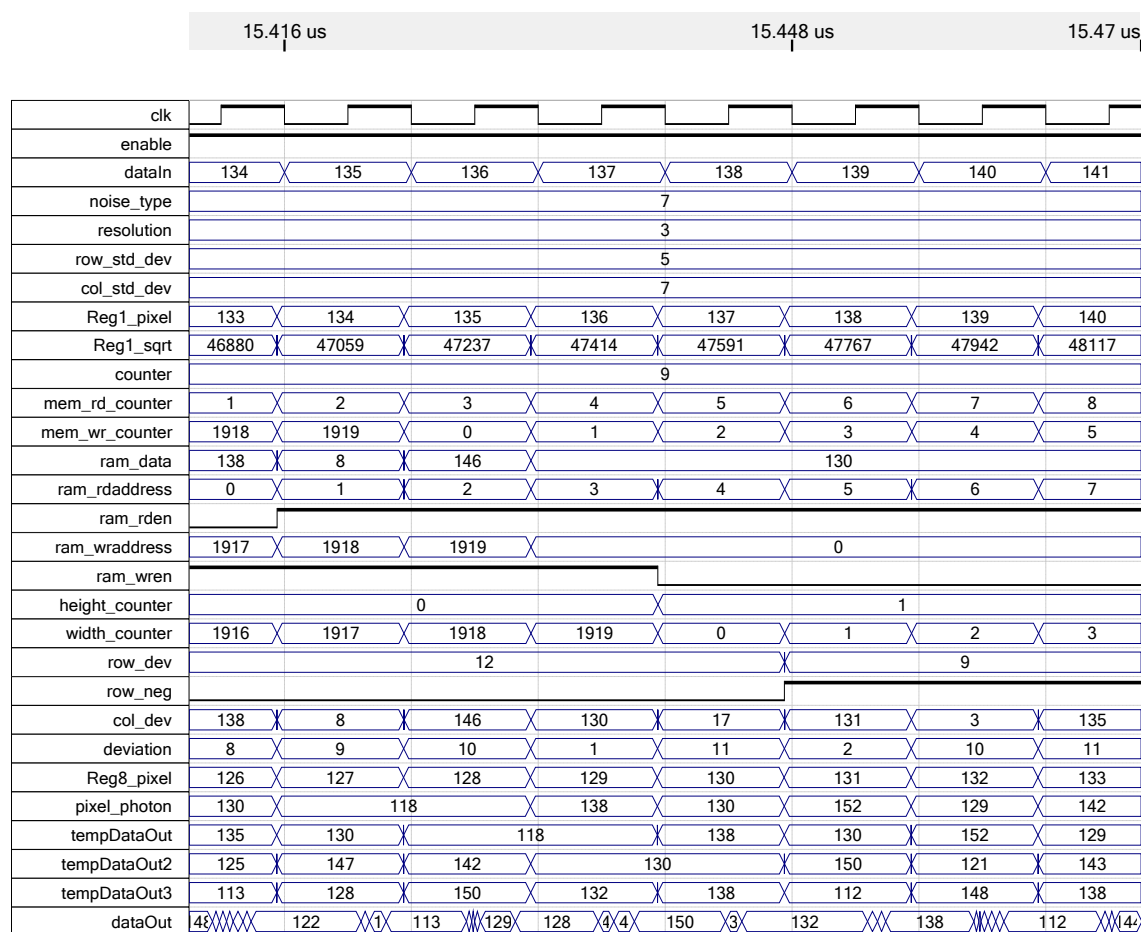 15.416 us 15.448 us 15.47 us
clk
enable
dataIn 134 135 136 137 138 139 140 141
noise_type 7
resolution 3
row_std_dev 5
col_std_dev 7
Reg1_pixel 133 134 135 136 137 138 139 140
Reg1_sqrt 46880 47059 47237 47414 47591 47767 47942 48117
counter 9
mem_rd_counter 1 2 3 4 5 6 7 8
mem_wr_counter 1918 1919 0 1 2 3 4 5
ram_data 138 8 146 130
ram_rdaddress 0 1 2 3 4 5 6 7
ram_rden
ram_wraddress 1917 1918 1919 0
ram_wren
height_counter 0 1
width_counter 1916 1917 1918 1919 0 1 2 3
row_dev 12 9
row_neg
col_dev 138 8 146 130 17 131 3 135
deviation 8 9 10 1 11 2 10 11
Reg8_pixel 126 127 128 129 130 131 132 133
pixel_photon 130 118 138 130 152 129 142
tempDataOut 135 130 118 138 130 152 129
tempDataOut2 125 147 142 130 150 121 143
tempDataOut3 113 128 150 132 138 112 148 138
dataOut 122 1 113 129 128 4 4 150 3 132 138 112